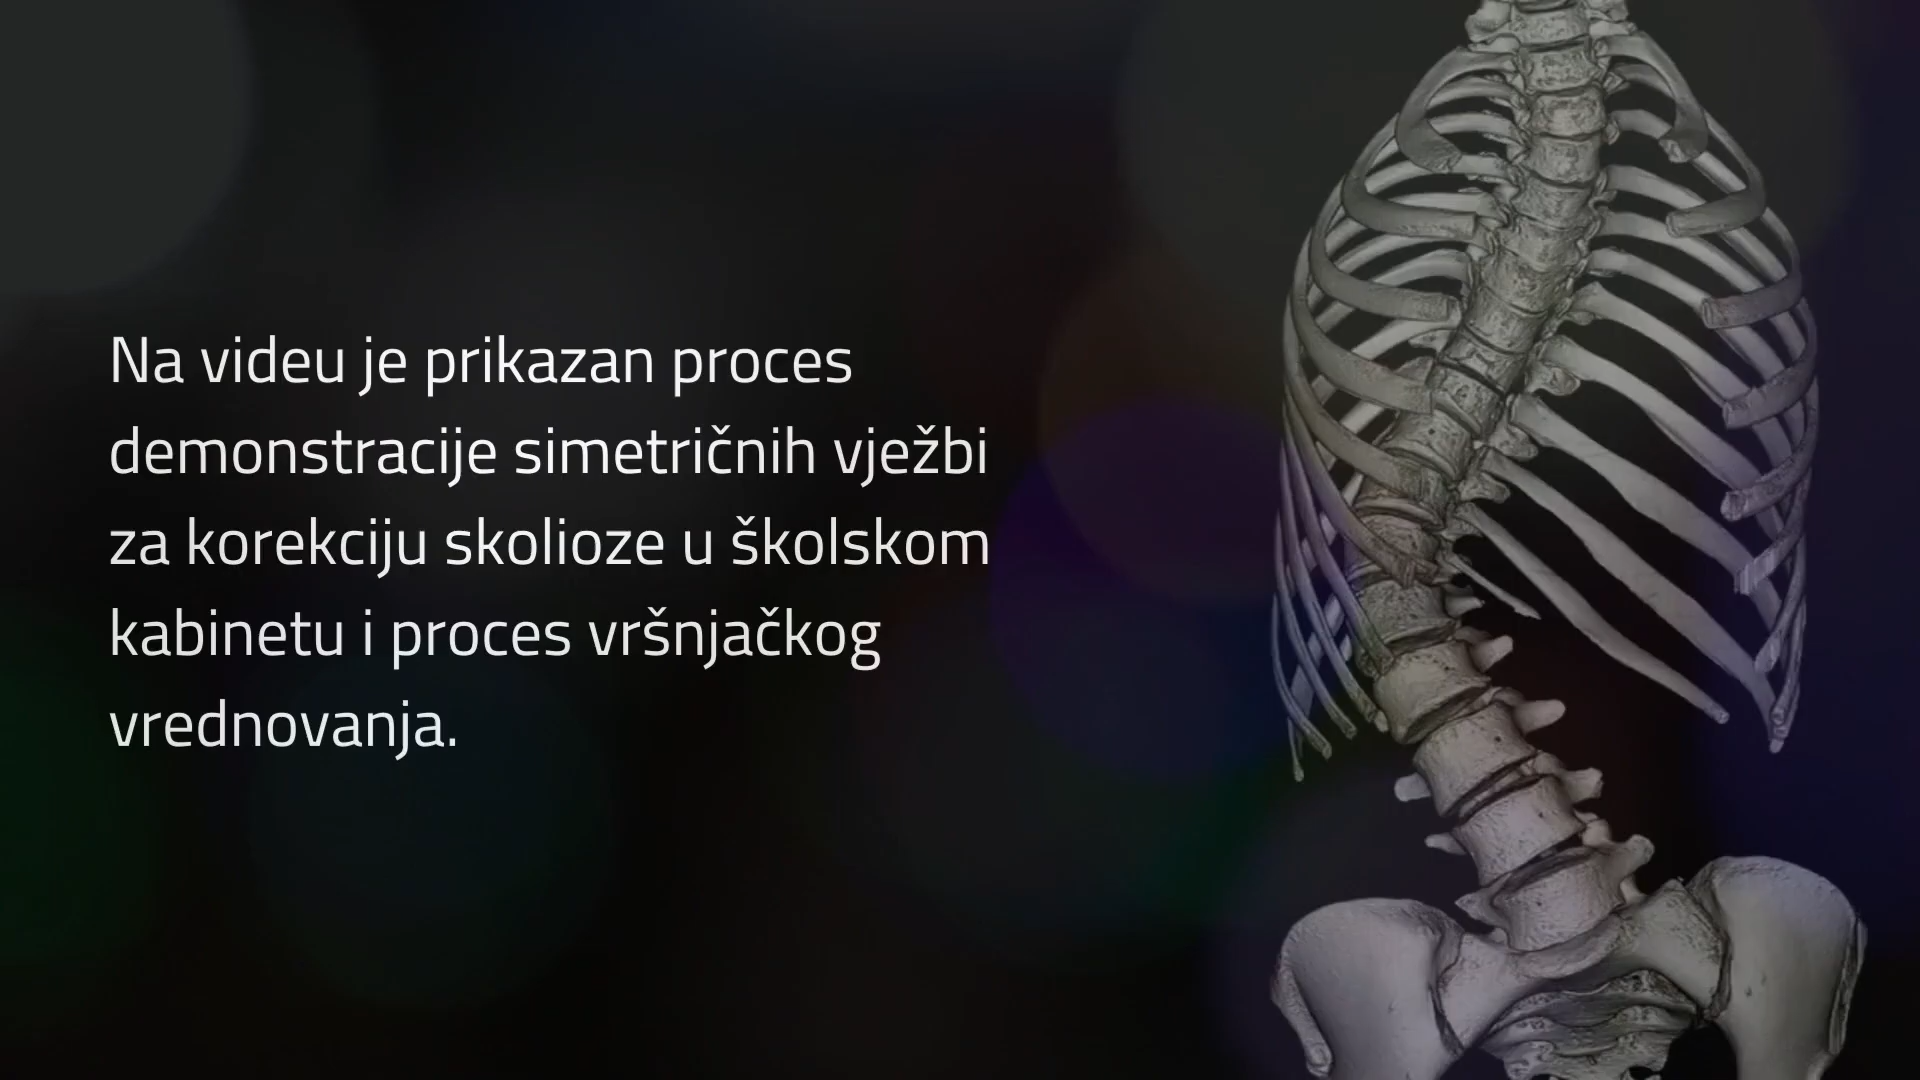 Na videu je prikazan proces
demonstracije simetričnih vježbi
za korekciju skolioze u školskom
kabinetu i proces vršnjačkog
vrednovanja.